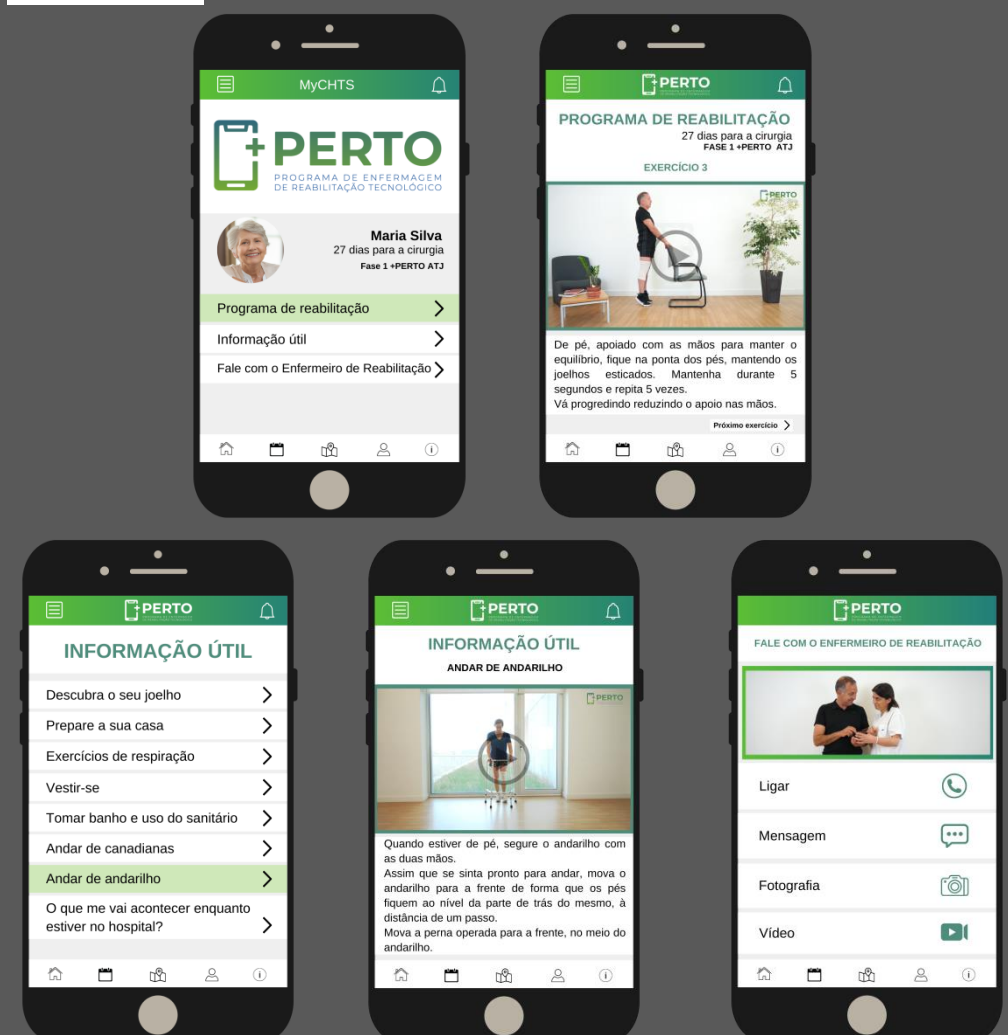 MyCHTS
+PERTO
PROGRAMA DE ENFERMAGEM
DE REABILITAÇÃO TECNOLÓGICO
Maria Silva
27 dias para a cirurgia
Fase 1 +PERTO ATJ
Programa de reabilitação
Informação útil
Fale com o Enfermeiro de Reabilitação
+PERTO
PROGRAMA DE REABILITAÇÃO
27 dias para a cirurgia
FASE 1 +PERTO ATJ
EXERCÍCIO 3
+PERTO
De pé, apoiado com as mãos para manter o
equilíbrio, fique na ponta dos pés, mantendo os
joelhos esticados. Mantenha durante 5
segundos e repita 5 vezes.
Vá progredindo reduzindo o apoio nas mãos.
Próximo exercício
+PERTO
INFORMAÇÃO ÚTIL
Descubra o seu joelho
Prepare a sua casa
Exercícios de respiração
Vestir-se
Tomar banho e uso do sanitário
Andar de canadianas
Andar de andarilho
O que me vai acontecer enquanto
estiver no hospital?
+PERTO
INFORMAÇÃO ÚTIL
ANDAR DE ANDARILHO
+PERTO
Quando estiver de pé, segure o andarilho com
as duas mãos.
Assim que se sinta pronto para andar, mova o
andarilho para a frente de forma que os pés
fiquem ao nível da parte de trás do mesmo, à
distância de um passo.
Mova a perna operada para a frente, no meio do
andarilho.
+PERTO
FALE COM O ENFERMEIRO DE REABILITAÇÃO
Ligar
Mensagem
Fotografia
Vídeo